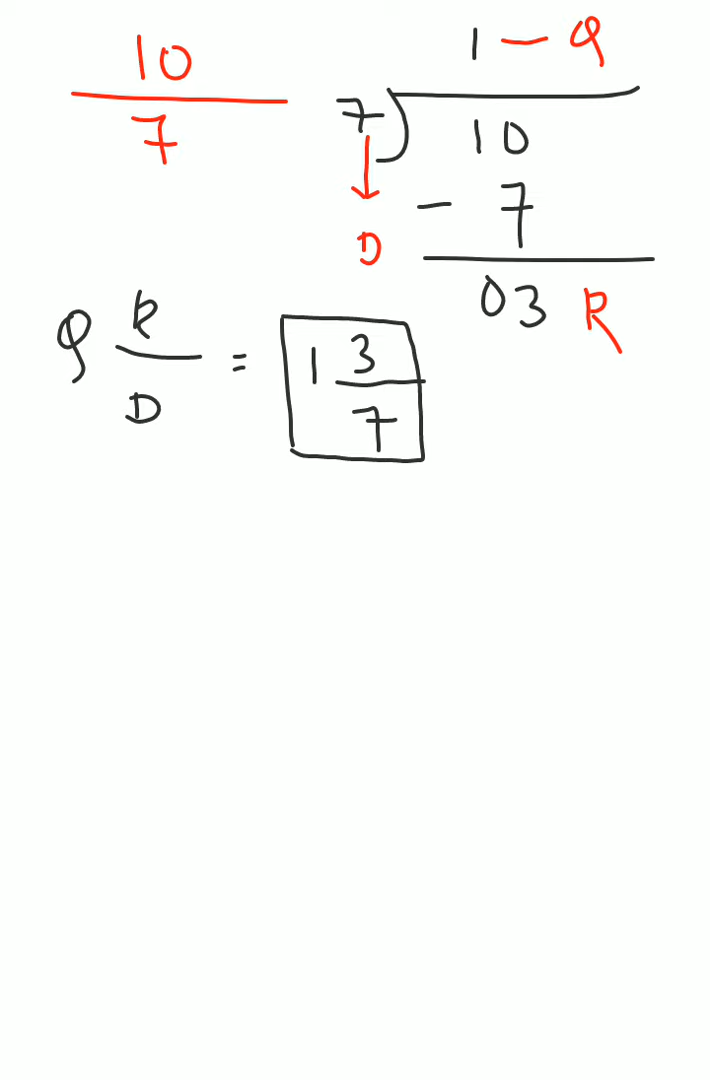 10/7
1 — Q
7)10
D
- 7
03 R
Q R/D = 1 3/7